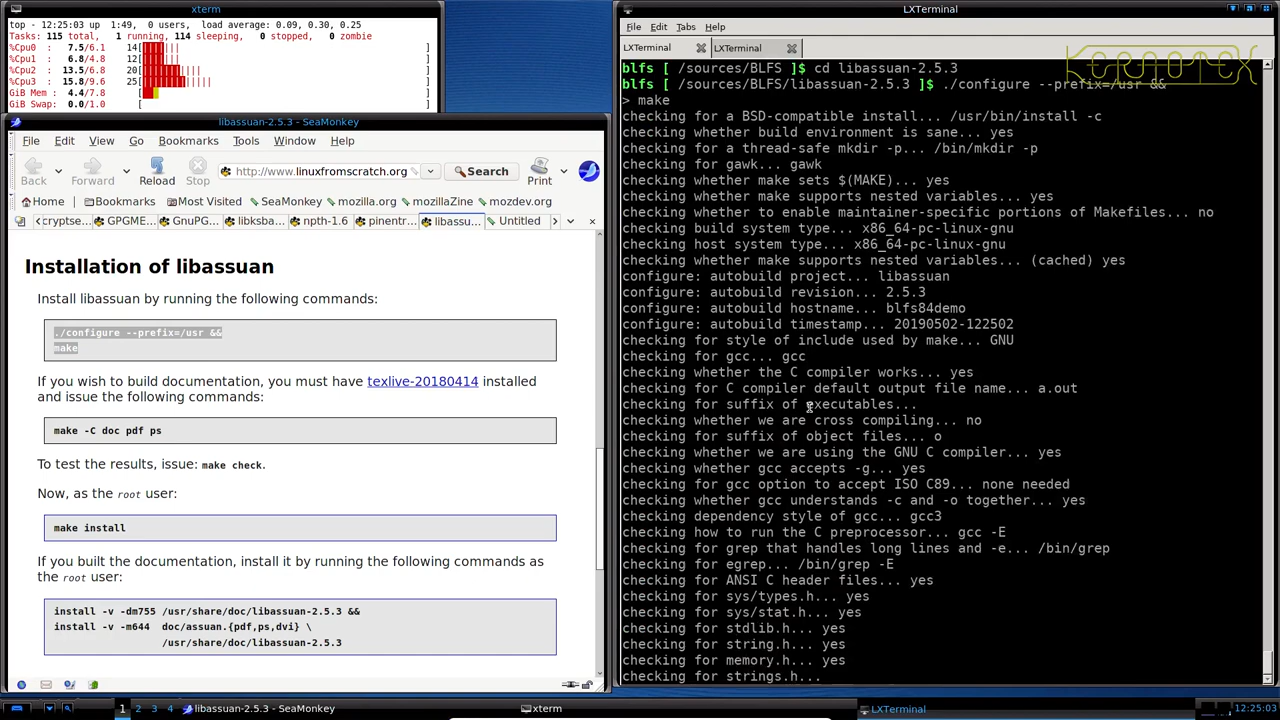 xterm
top - 12:25:03 up 1:49, 0 users, load average: 0.09, 0.30, 0.25
Tasks: 115 total, 1 running, 114 sleeping, 0 stopped, 0 zombie
%Cpu0 : 7.5/6.1 14[|||||||| ]
%Cpu1 : 6.8/4.8 12[||||||| ]
%Cpu2 : 13.5/6.8 20[|||||||||||| ]
%Cpu3 : 15.8/9.6 25[||||||||||||||| ]
GiB Mem : 4.4/7.8 [ ]
GiB Swap: 0.0/1.0 [ ]
libassuan-2.5.3 - SeaMonkey
File Edit View Go Bookmarks Tools Window Help
Back Forward Reload Stop http://www.linuxfromscratch.org Search Print
Home Bookmarks Most Visited SeaMonkey mozilla.org mozillaZine mozdev.org
cryptse... GPGME... GnuPG... libksba... npth-1.6 pinentr... libassu... Untitled
Installation of libassuan
Install libassuan by running the following commands:
./configure --prefix=/usr &&
make
If you wish to build documentation, you must have texlive-20180414 installed
and issue the following commands:
make -C doc pdf ps
To test the results, issue: make check.
Now, as the root user:
make install
If you built the documentation, install it by running the following commands as
the root user:
install -v -dm755 /usr/share/doc/libassuan-2.5.3 &&
install -v -m644 doc/assuan.{pdf,ps,dvi} \
/usr/share/doc/libassuan-2.5.3
LXTerminal
File Edit Tabs Help
LXTerminal LXTerminal
KERNOTEX
blfs [ /sources/BLFS ]$ cd libassuan-2.5.3
blfs [ /sources/BLFS/libassuan-2.5.3 ]$ ./configure --prefix=/usr &&
> make
checking for a BSD-compatible install... /usr/bin/install -c
checking whether build environment is sane... yes
checking for a thread-safe mkdir -p... /bin/mkdir -p
checking for gawk... gawk
checking whether make sets $(MAKE)... yes
checking whether make supports nested variables... yes
checking whether to enable maintainer-specific portions of Makefiles... no
checking build system type... x86_64-pc-linux-gnu
checking host system type... x86_64-pc-linux-gnu
checking whether make supports nested variables... (cached) yes
configure: autobuild project... libassuan
configure: autobuild revision... 2.5.3
configure: autobuild hostname... blfs84demo
configure: autobuild timestamp... 20190502-122502
checking for style of include used by make... GNU
checking for gcc... gcc
checking whether the C compiler works... yes
checking for C compiler default output file name... a.out
checking for suffix of executables...
checking whether we are cross compiling... no
checking for suffix of object files... o
checking whether we are using the GNU C compiler... yes
checking whether gcc accepts -g... yes
checking for gcc option to accept ISO C89... none needed
checking whether gcc understands -c and -o together... yes
checking dependency style of gcc... gcc3
checking how to run the C preprocessor... gcc -E
checking for grep that handles long lines and -e... /bin/grep
checking for egrep... /bin/grep -E
checking for ANSI C header files... yes
checking for sys/types.h... yes
checking for sys/stat.h... yes
checking for stdlib.h... yes
checking for string.h... yes
checking for memory.h... yes
checking for strings.h...
1 2 3 4 libassuan-2.5.3 - SeaMonkey xterm LXTerminal 12:25:03